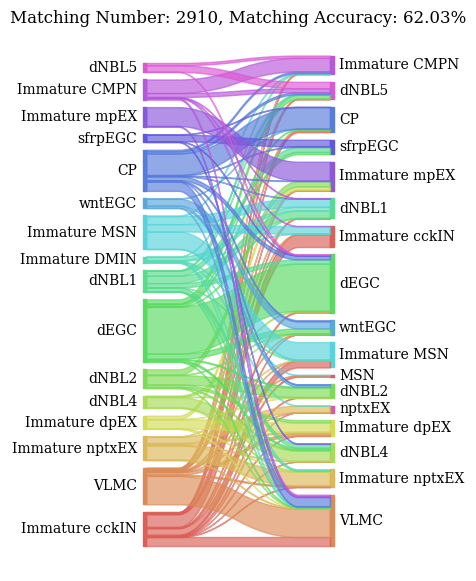 Matching Number: 2910, Matching Accuracy: 62.03%
dNBL5
Immature CMPN
Immature mpEX
sfrpEGC
CP
wntEGC
Immature MSN
Immature DMIN
dNBL1
dEGC
dNBL2
dNBL4
Immature dpEX
Immature nptxEX
VLMC
Immature cckIN
Immature CMPN
dNBL5
CP
sfrpEGC
Immature mpEX
dNBL1
Immature cckIN
dEGC
wntEGC
Immature MSN
MSN
dNBL2
nptxEX
Immature dpEX
dNBL4
Immature nptxEX
VLMC